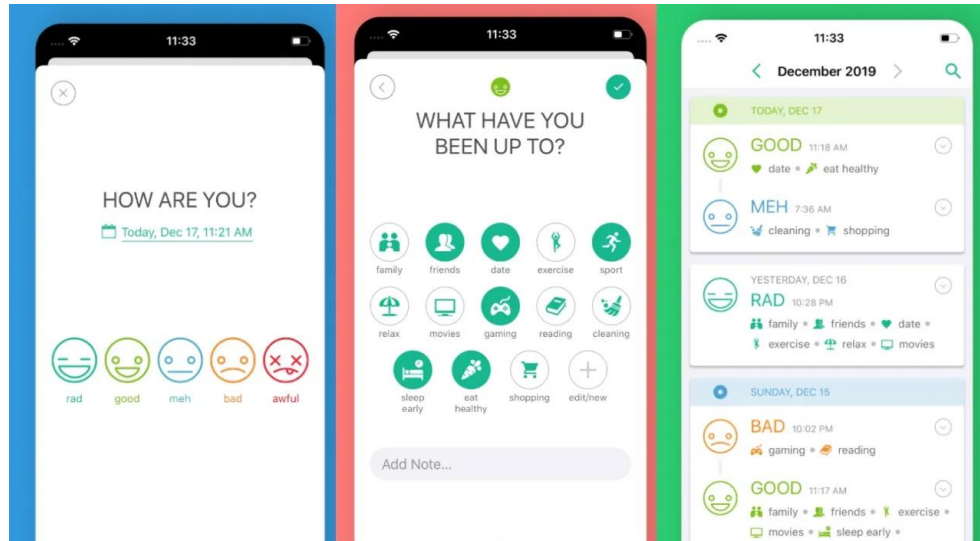 11:33
HOW ARE YOU?
Today, Dec 17, 11:21 AM
rad good meh bad awful
11:33
WHAT HAVE YOU
BEEN UP TO?
family friends date exercise sport
relax movies gaming reading cleaning
sleep early eat healthy shopping edit/new
Add Note...
11:33
December 2019
TODAY, DEC 17
GOOD 11:18 AM
date • eat healthy
MEH 7:36 AM
cleaning • shopping
YESTERDAY, DEC 16
RAD 10:28 PM
family • friends • date •
exercise • relax • movies
SUNDAY, DEC 15
BAD 10:02 PM
gaming • reading
GOOD 11:17 AM
family • friends • exercise •
movies • sleep early •